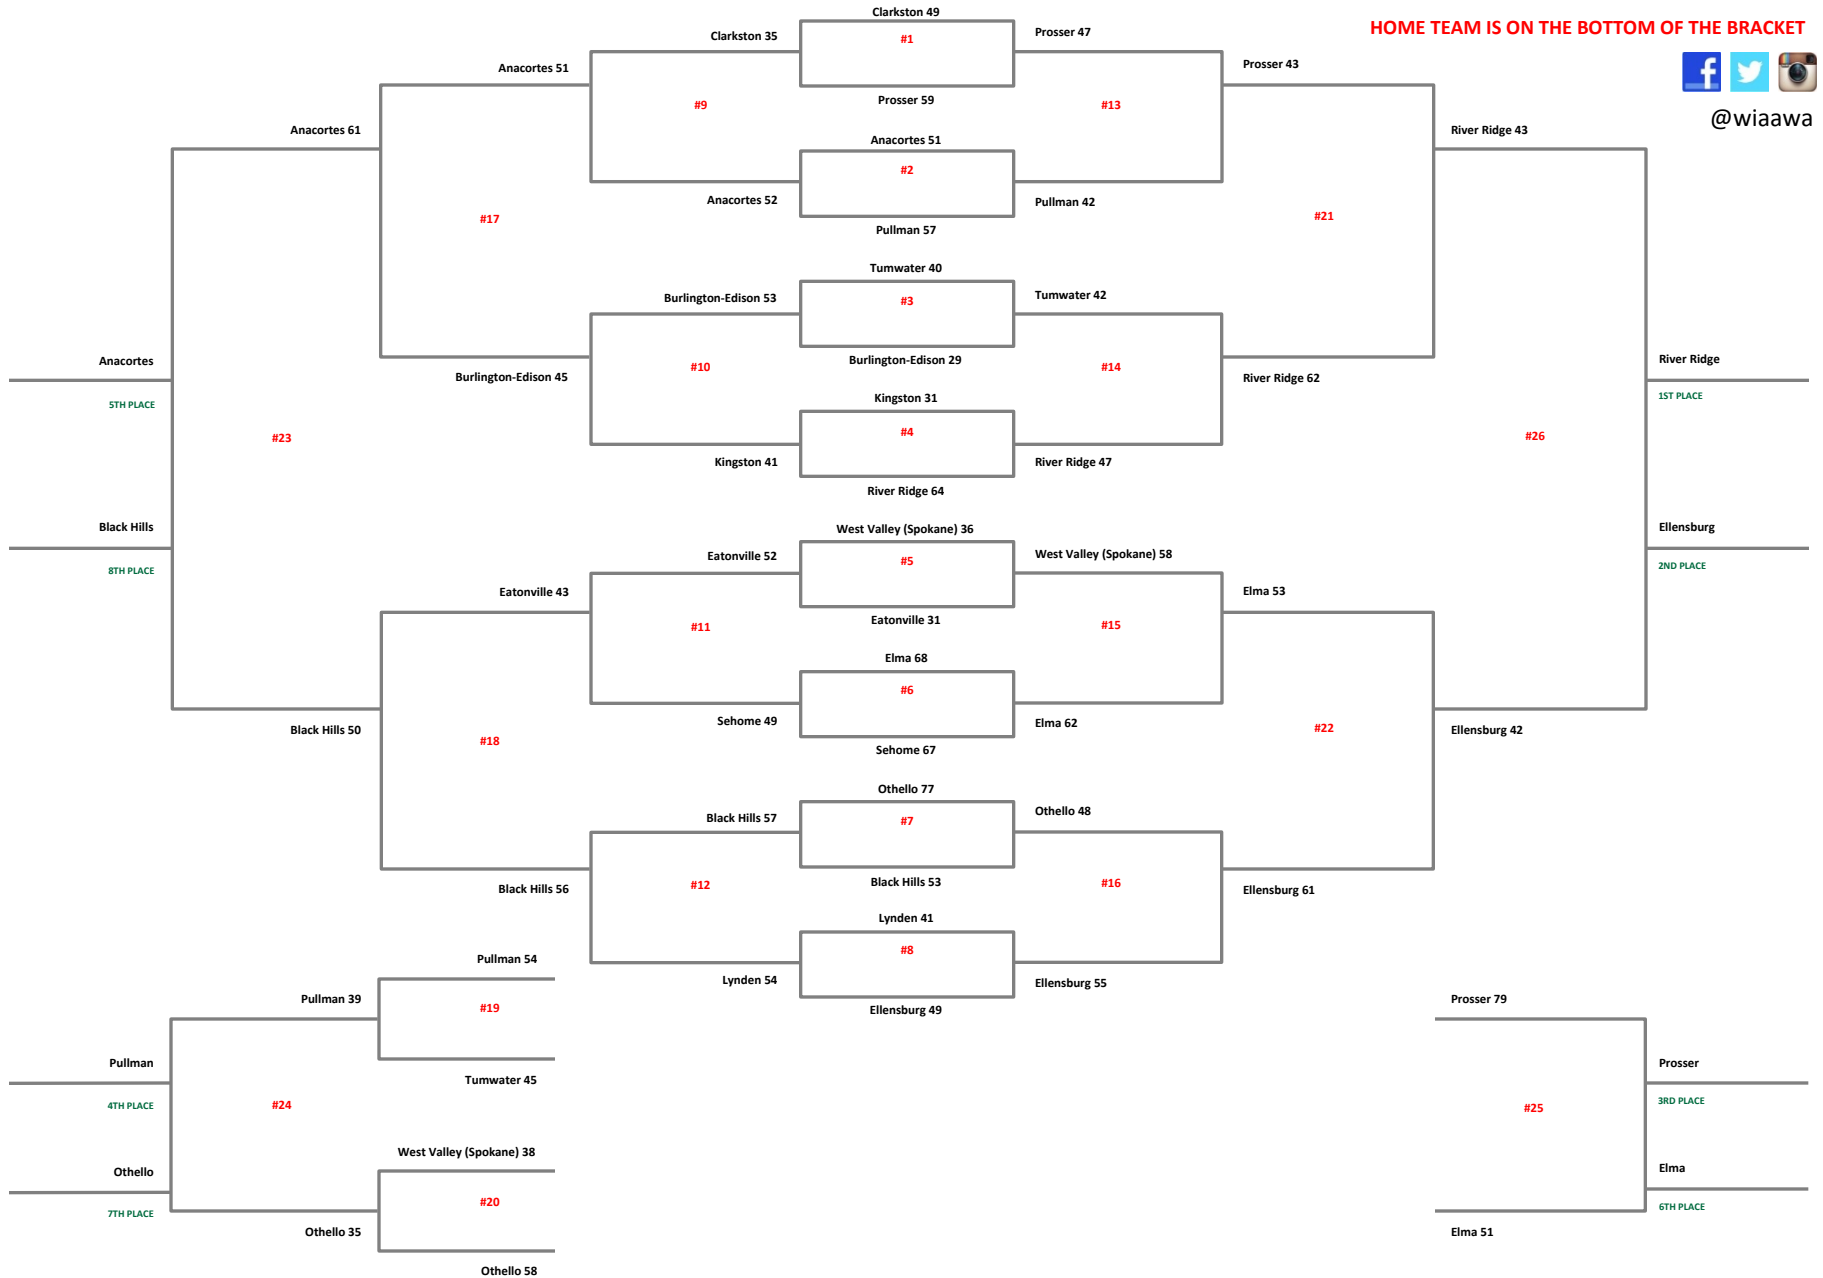 Clarkston 49
HOME TEAM IS ON THE BOTTOM OF THE BRACKET
Clarkston 35
#1
Prosser 47
Anacortes 51
Prosser 43
Prosser 59
#9
#13
@wiaawa
Anacortes 61
Anacortes 51
River Ridge 43
#2
Anacortes 52
Pullman 42
#17
#21
Pullman 57
Tumwater 40
Burlington-Edison 53
#3
Tumwater 42
Anacortes
Burlington-Edison 29
River Ridge
#10
#14
Burlington-Edison 45
River Ridge 62
5TH PLACE
1ST PLACE
Kingston 31
#23
#4
#26
Kingston 41
River Ridge 47
River Ridge 64
Black Hills
West Valley (Spokane) 36
Ellensburg
Eatonville 52
#5
West Valley (Spokane) 58
8TH PLACE
2ND PLACE
Eatonville 43
Elma 53
Eatonville 31
#11
#15
Elma 68
#6
Sehome 49
Elma 62
Black Hills 50
#18
#22
Ellensburg 42
Sehome 67
Othello 77
Black Hills 57
#7
Othello 48
Black Hills 53
#12
#16
Black Hills 56
Ellensburg 61
Lynden 41
#8
Pullman 54
Lynden 54
Ellensburg 55
Pullman 39
#19
Ellensburg 49
Prosser 79
Pullman
Prosser
Tumwater 45
4TH PLACE
3RD PLACE
#24
#25
West Valley (Spokane) 38
Othello
Elma
#20
7TH PLACE
6TH PLACE
Othello 35
Elma 51
Othello 58